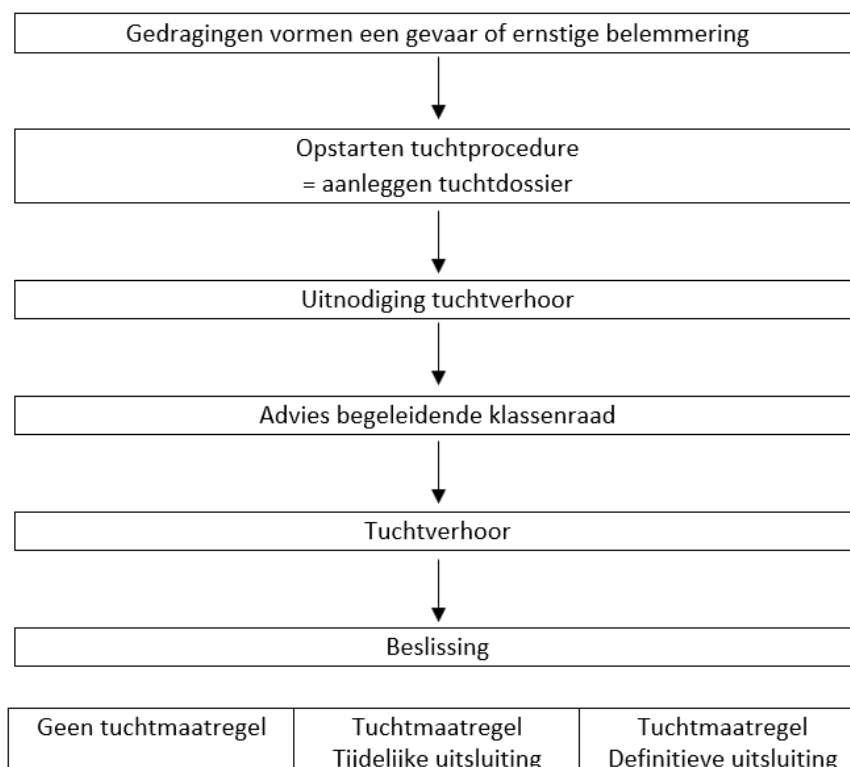 Gedragingen vormen een gevaar of ernstige belemmering
Opstarten tuchtprocedure
= aanleggen tuchtdossier
Uitnodiging tuchtverhoor
Advies begeleidende klassenraad
Tuchtverhoor
Beslissing
Geen tuchtmaatregel
Tuchtmaatregel
Tijdelijke uitsluiting
Tuchtmaatregel
Definitieve uitsluiting